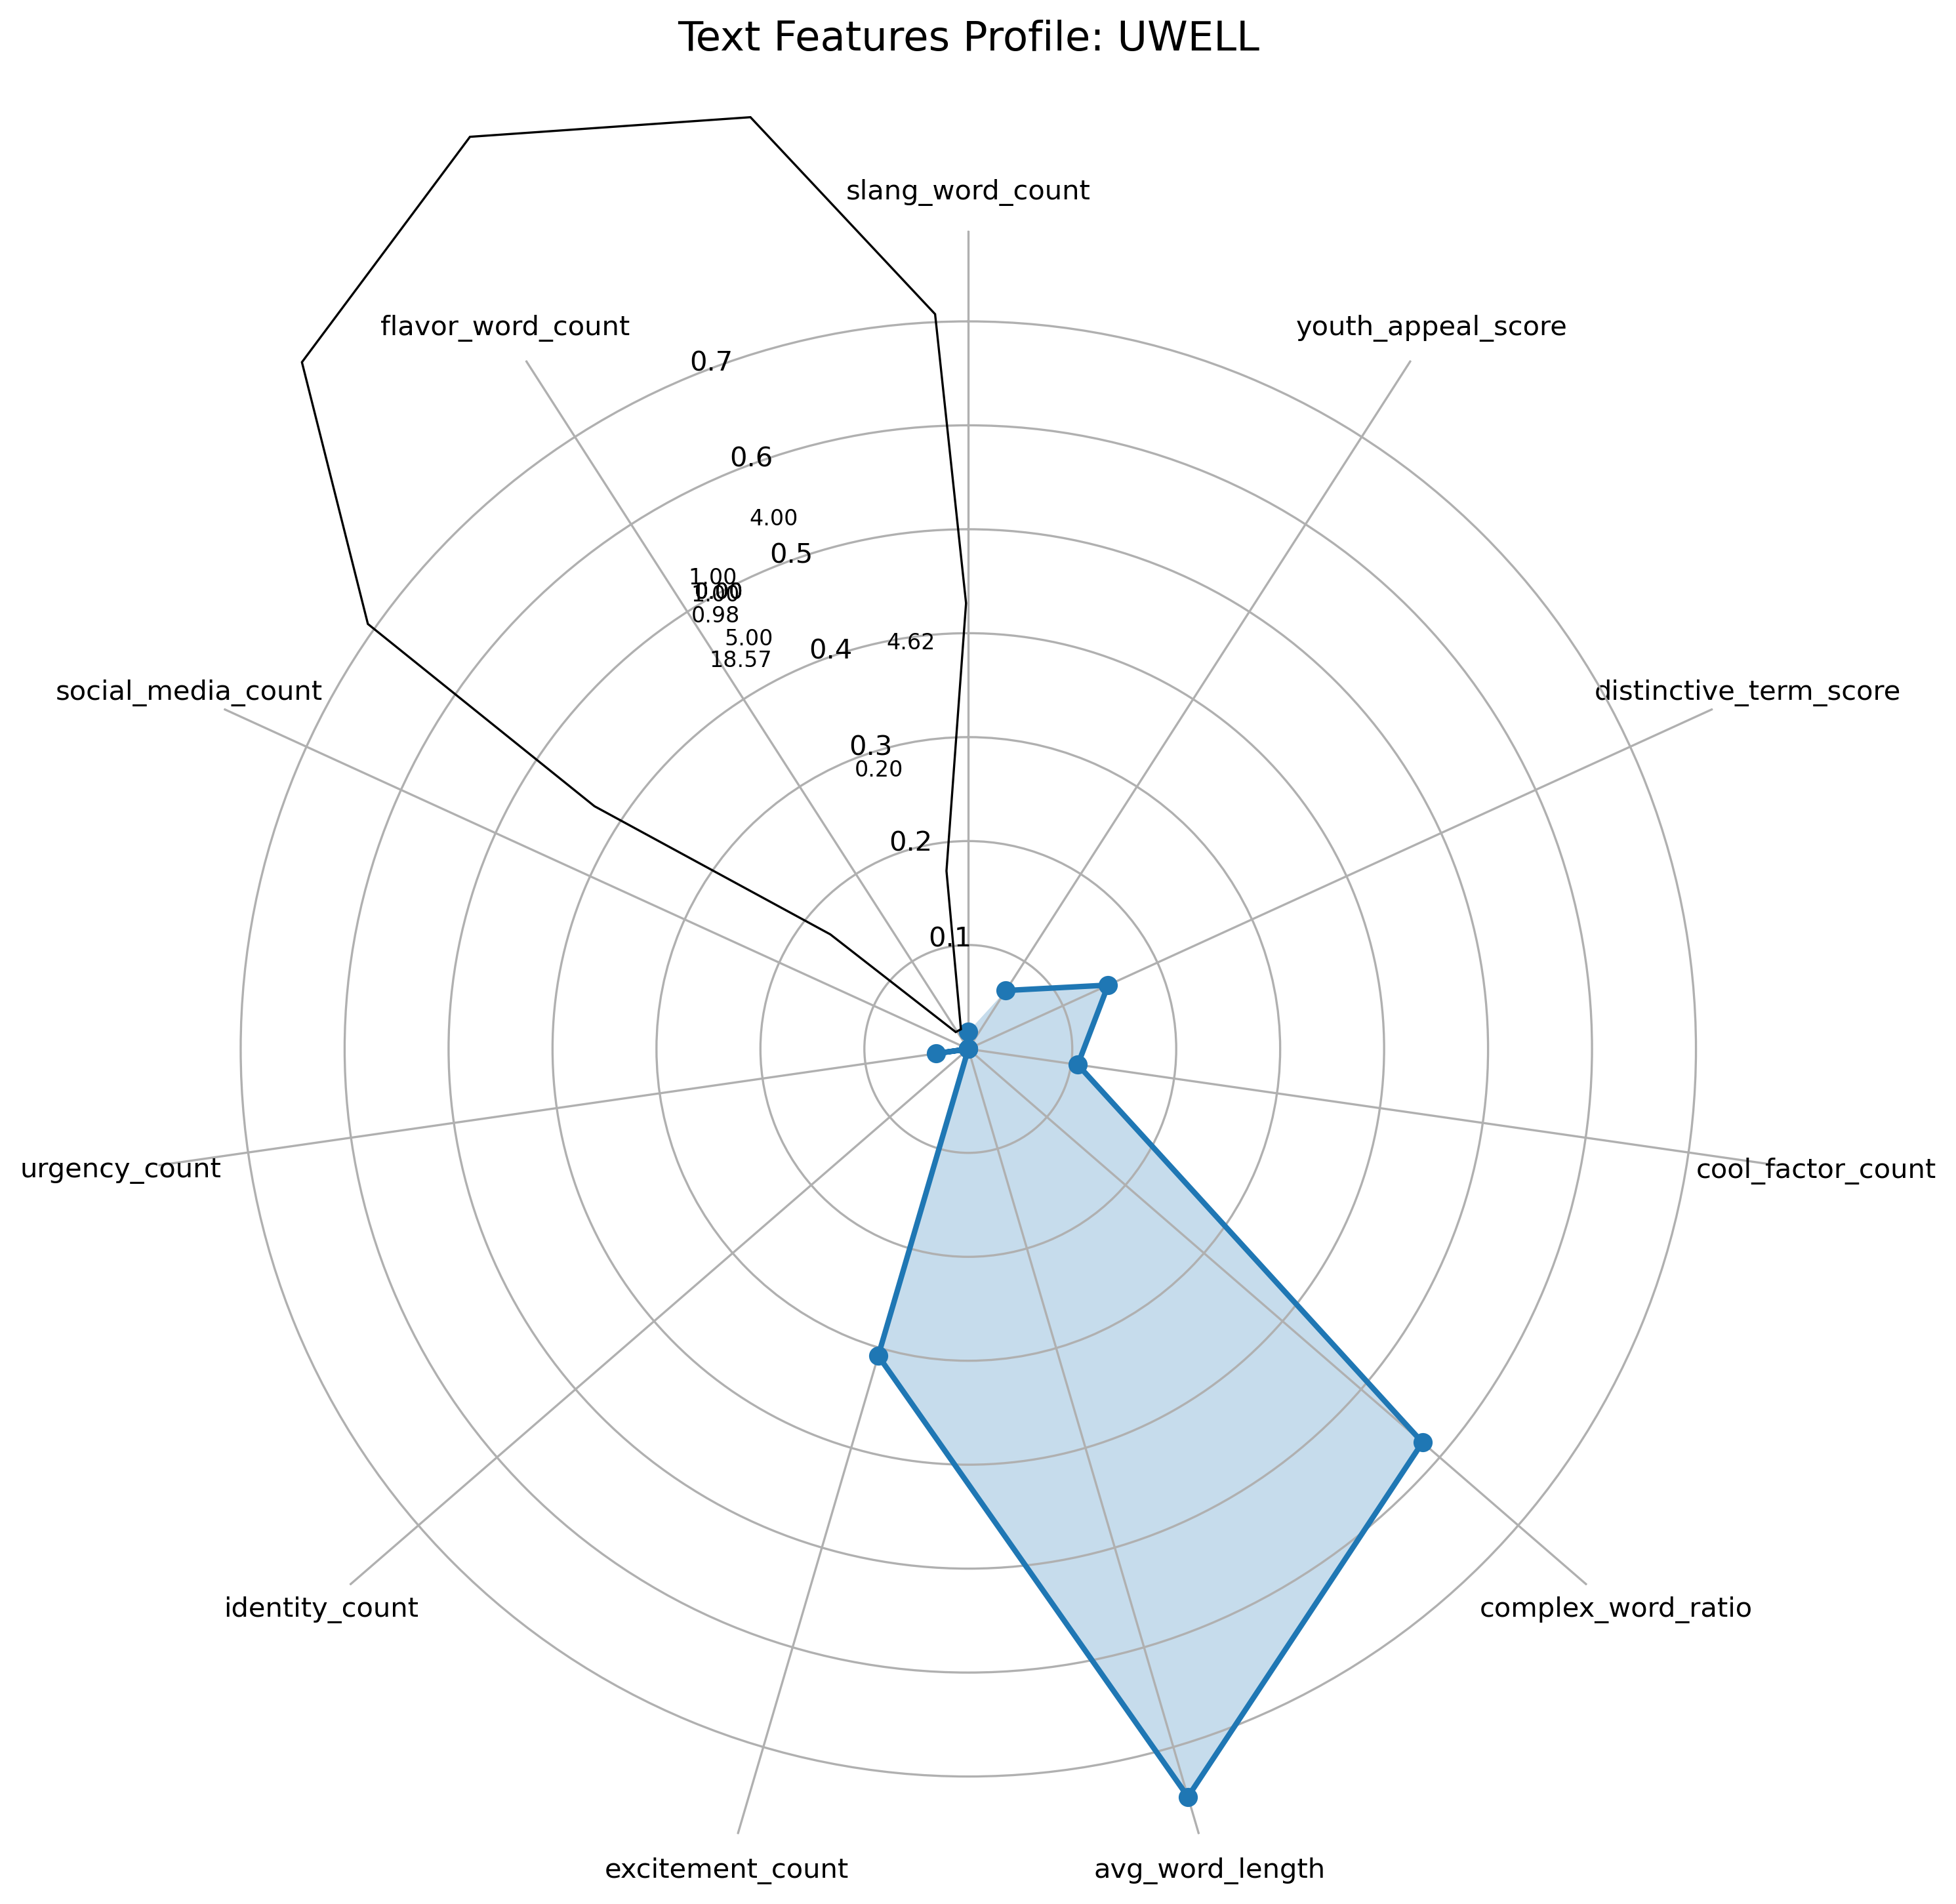 Text Features Profile: UWELL
slang_word_count
flavor_word_count
youth_appeal_score
0.7
0.6
4.00
0.5
1.00
0.00
1.00
0.98
5.00
4.62
0.4
18.57
social_media_count
distinctive_term_score
0.3
0.20
0.2
0.1
urgency_count
cool_factor_count
identity_count
complex_word_ratio
excitement_count
avg_word_length